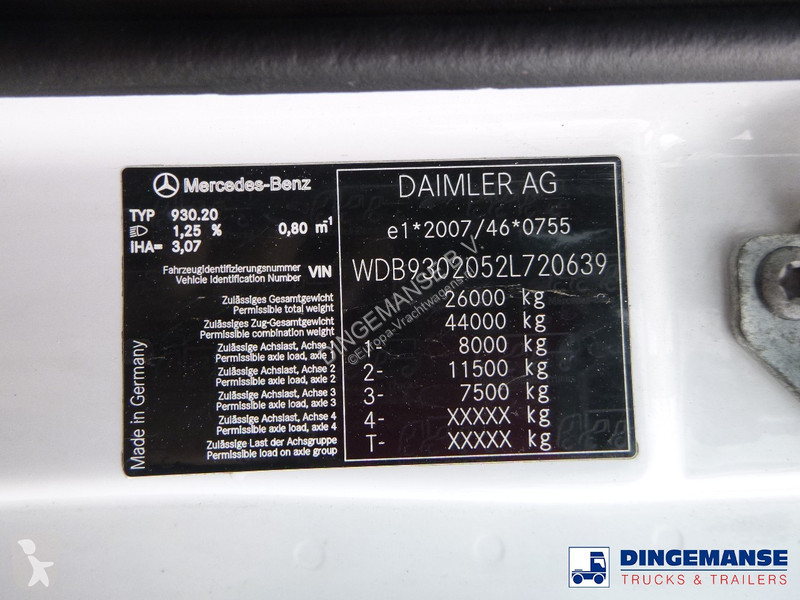 Mercedes-Benz
TYP 930.20
1,25 % 0,80 m⁻¹
IHA= 3,07
Fahrzeugidentifizierungsnummer
Vehicle Identification Number VIN
Zulässiges Gesamtgewicht
Permissible total weight
Zulässiges Zug-Gesamtgewicht
Permissible combination weight
Zulässige Achslast, Achse 1
Permissible axle load, axle 1
Zulässige Achslast, Achse 2
Permissible axle load, axle 2
Zulässige Achslast, Achse 3
Permissible axle load, axle 3
Zulässige Achslast, Achse 4
Permissible axle load, axle 4
Zulässige Last der Achsgruppe
Permissible load on axle group
Made in Germany
DAIMLER AG
e1*2007/46*0755
WDB9302052L720639
26000 kg
44000 kg
1- 8000 kg
2- 11500 kg
3- 7500 kg
4- XXXXX kg
T- XXXXX kg
DINGEMANSE B.V.
©Europa-Vrachtwagens.nl
DINGEMANSE
TRUCKS & TRAILERS